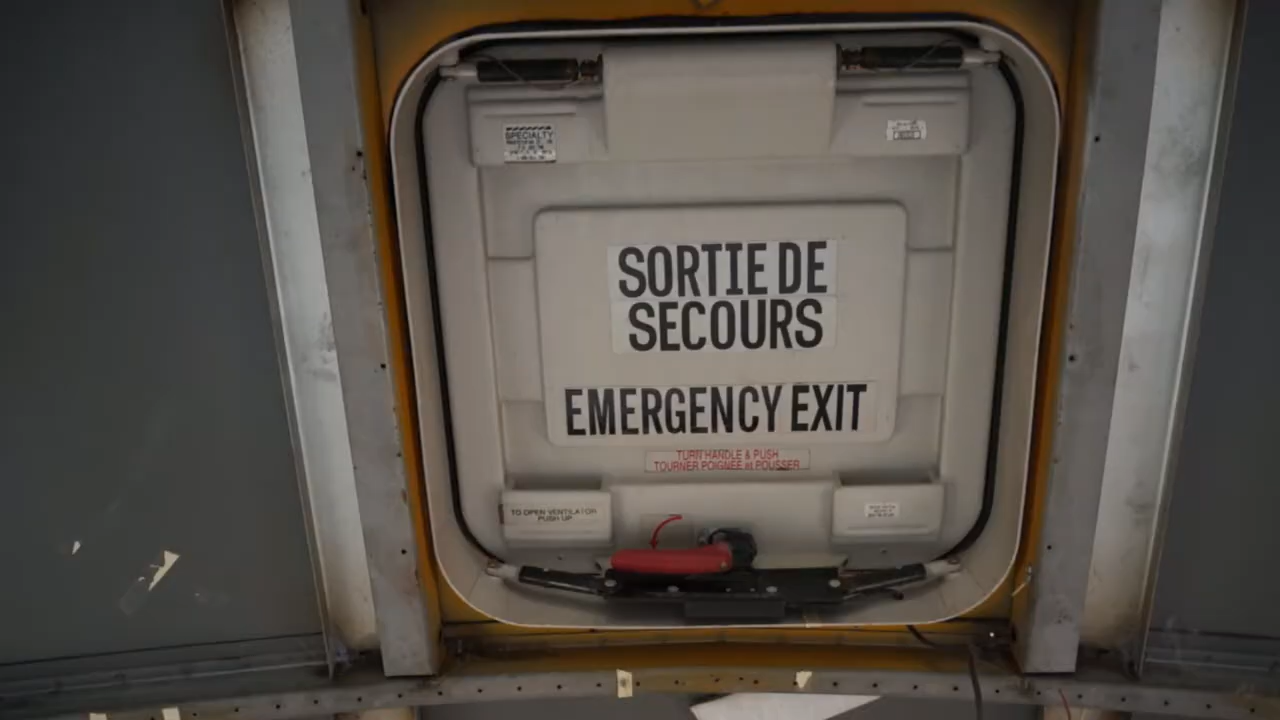 SPECIALTY
SORTIE DE
SECOURS
EMERGENCY EXIT
TURN HANDLE & PUSH
TOURNER POIGNÉE et POUSSER
TO OPEN VENTILATOR
PUSH UP